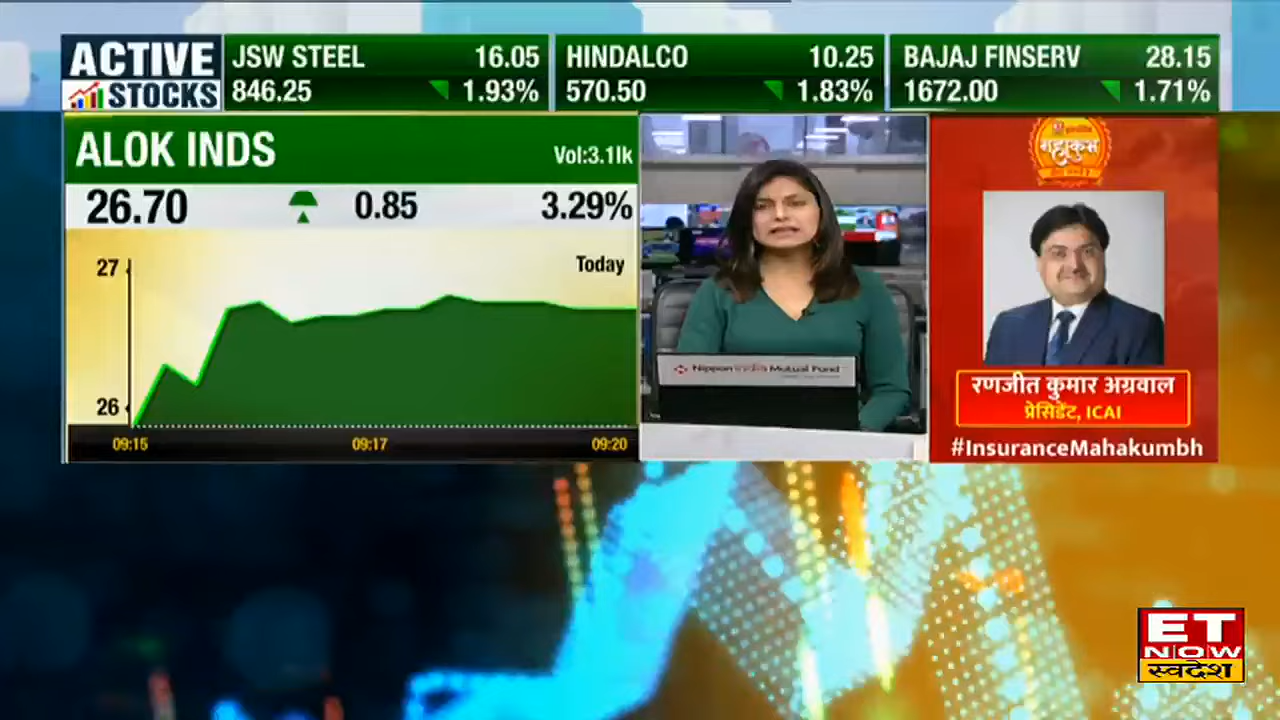 ACTIVE
STOCKS
JSW STEEL 16.05
846.25 1.93%
HINDALCO 10.25
570.50 1.83%
BAJAJ FINSERV 28.15
1672.00 1.71%
ALOK INDS Vol:3.1lk
26.70 0.85 3.29%
Today
27
26
09:15 09:17 09:20
Nippon India Mutual Fund
महाकुंभ
रणजीत कुमार अग्रवाल
प्रेसिडेंट, ICAI
#InsuranceMahakumbh
ET
NOW
स्वदेश